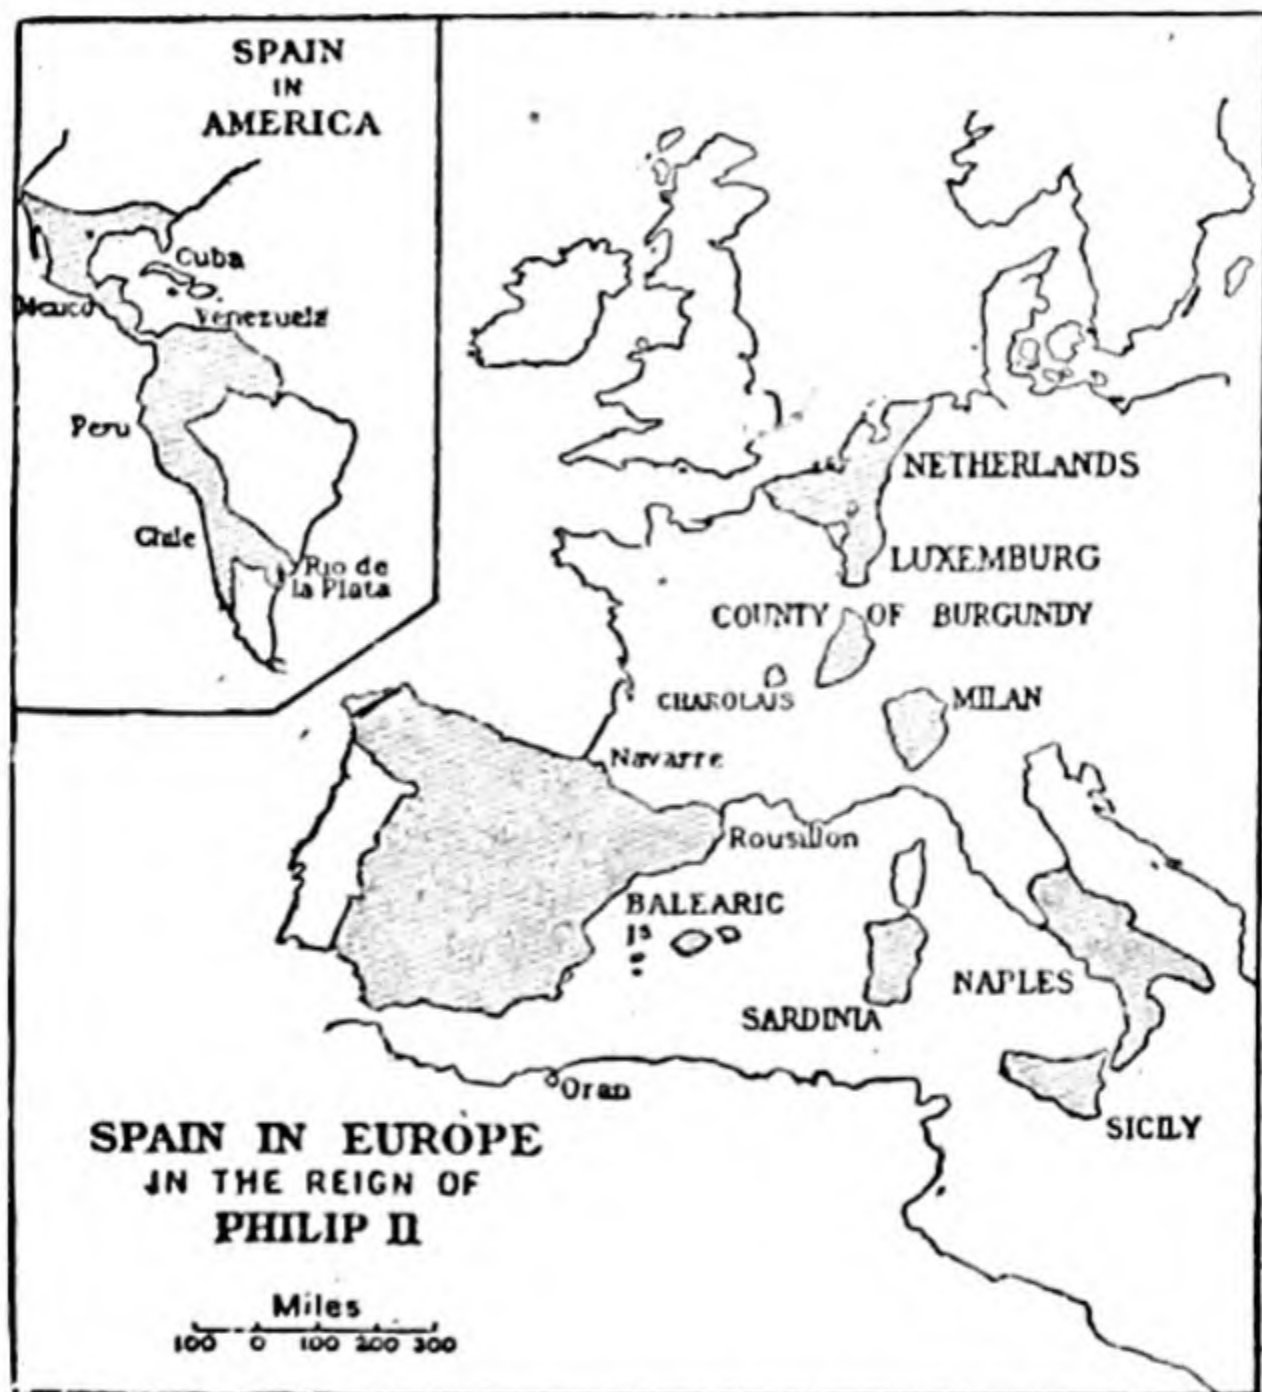 SPAIN
IN
AMERICA
Cuba
Mexico
Venezuela
Peru
Chile
Rio de
la Plata
NETHERLANDS
LUXEMBURG
COUNTY OF BURGUNDY
CHAROLAIS
MILAN
Navarre
Rousillon
BALEARIC
Is
SARDINIA
NAPLES
Oran
SICILY
SPAIN IN EUROPE
IN THE REIGN OF
PHILIP II
Miles
100 0 100 200 300